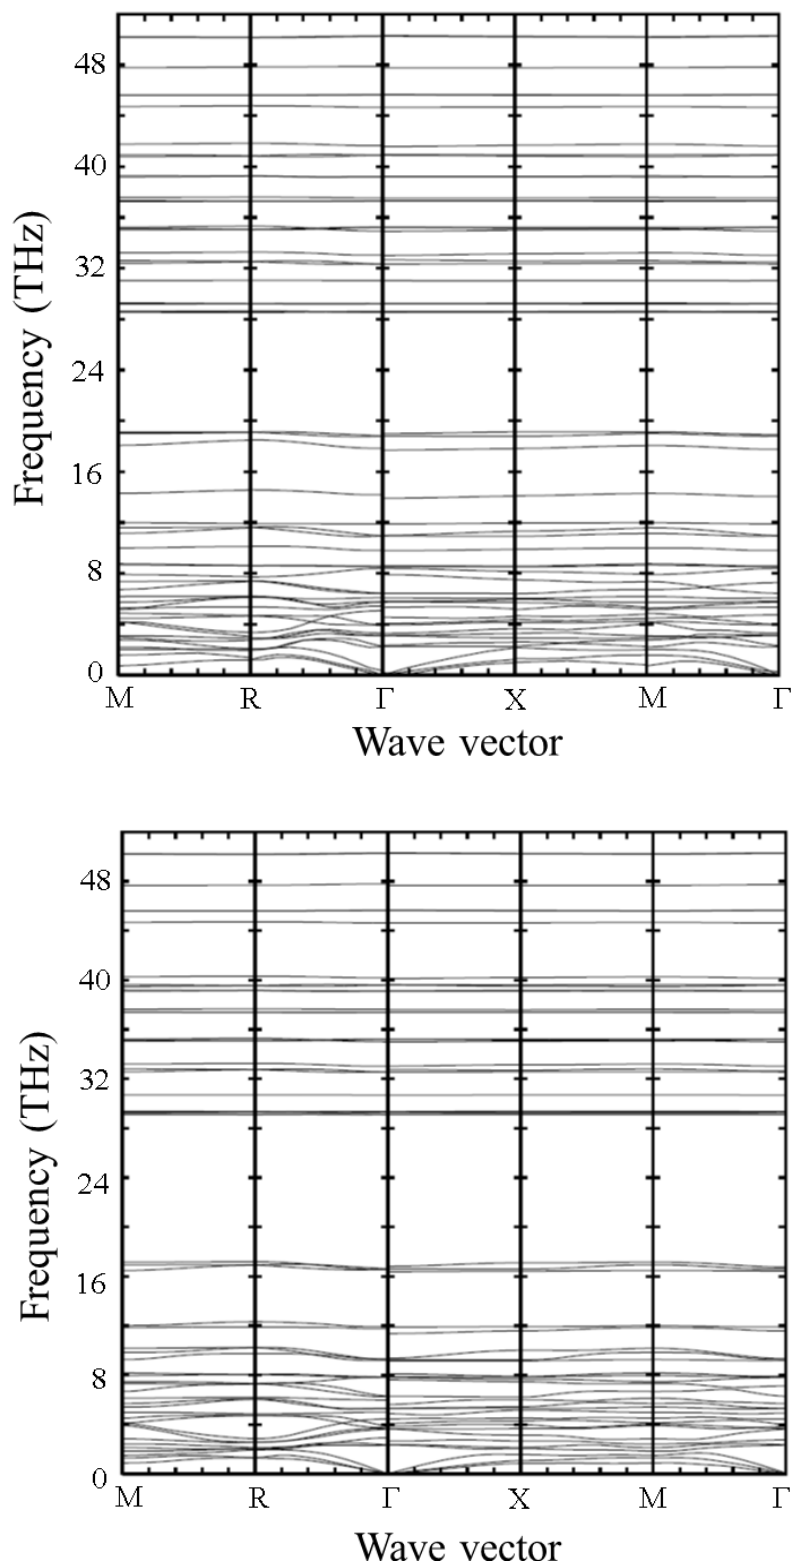 Frequency (THz)
48
40
32
24
16
8
0
M R Γ X M Γ
Wave vector
Frequency (THz)
48
40
32
24
16
8
0
M R Γ X M Γ
Wave vector